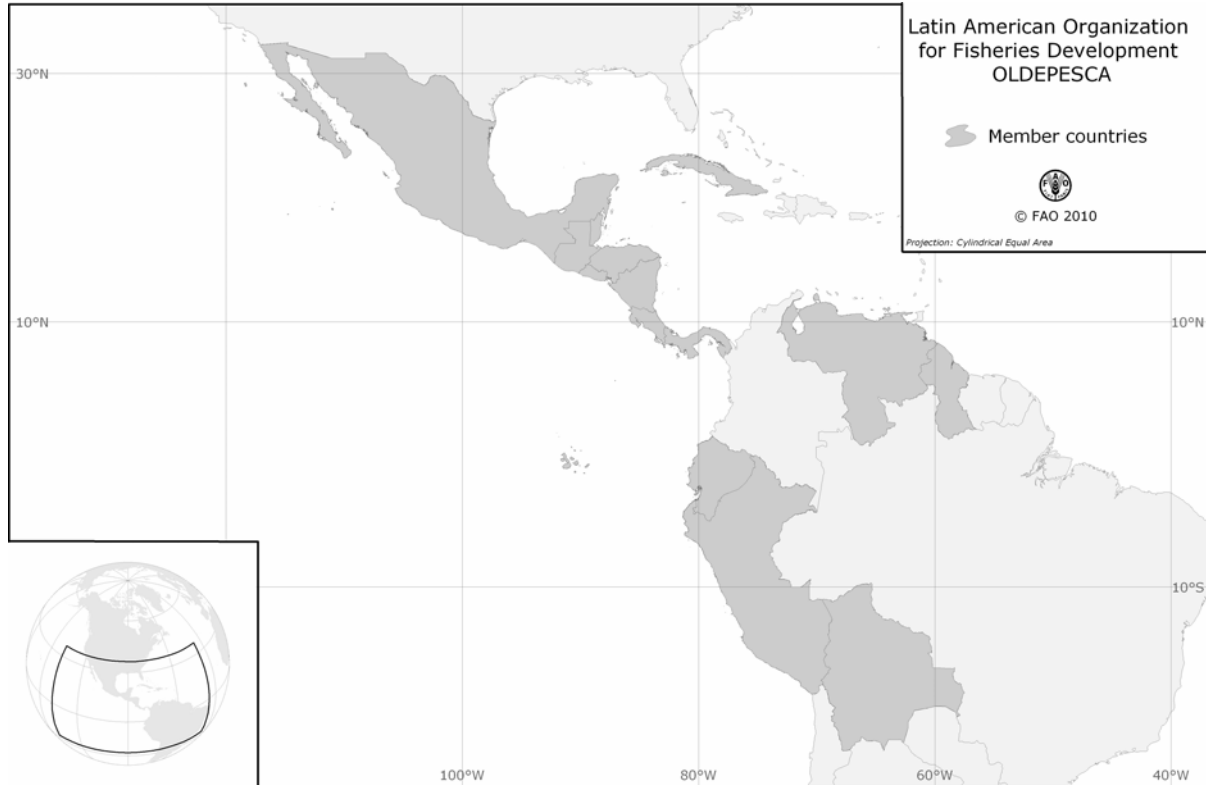 Latin American Organization
for Fisheries Development
OLDEPESCA
Member countries
F A O
© FAO 2010
Projection: Cylindrical Equal Area
30°N
10°N
10°N
10°S
100°W
80°W
60°W
40°W